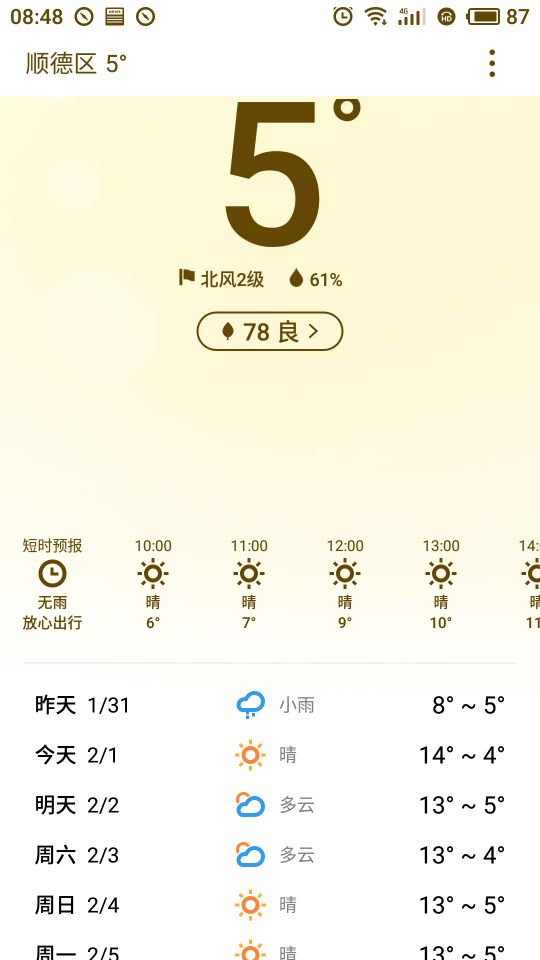 08:48 NEWS 4G HD 87
顺德区 5°
5°
北风2级 61%
78 良
短时预报 10:00 11:00 12:00 13:00 14:
无雨 晴 晴 晴 晴
放心出行 6° 7° 9° 10° 11
昨天 1/31 小雨 8° ~ 5°
今天 2/1 晴 14° ~ 4°
明天 2/2 多云 13° ~ 5°
周六 2/3 多云 13° ~ 4°
周日 2/4 晴 13° ~ 5°
周一 2/5 晴 13° ~ 5°